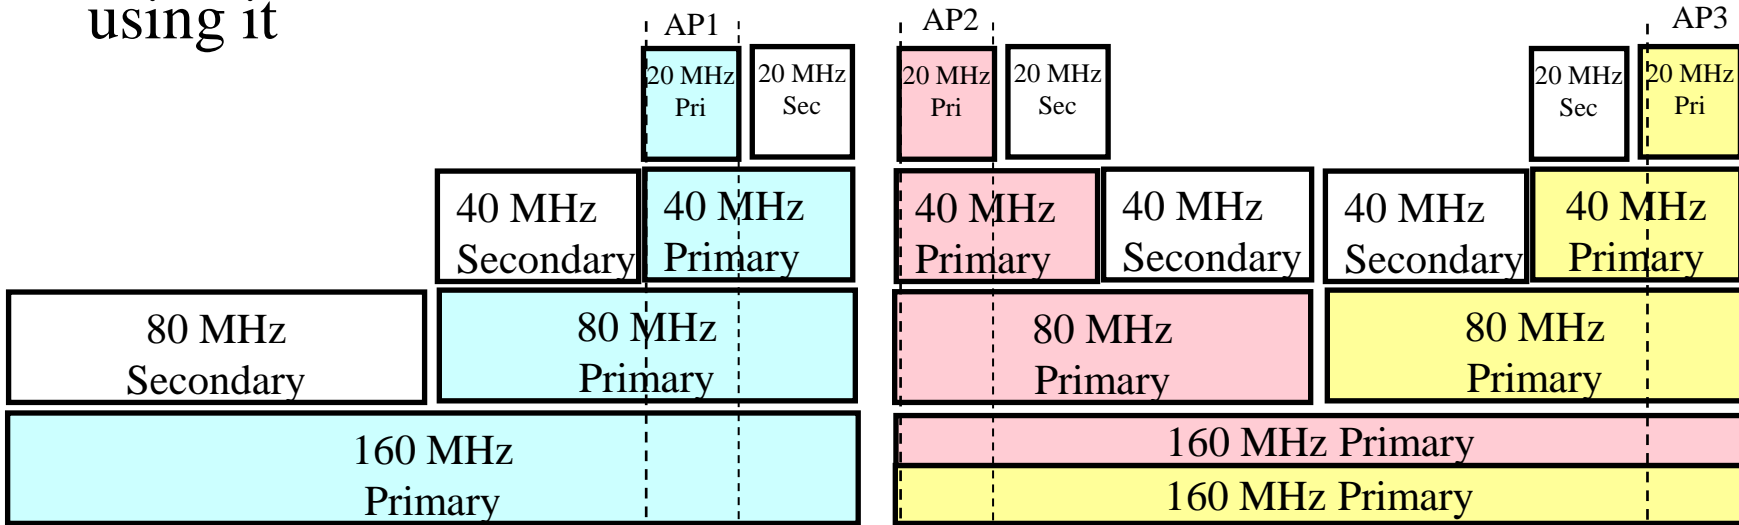 using it
AP1
AP2
AP3
20 MHz
Pri
20 MHz
Sec
20 MHz
Pri
20 MHz
Sec
20 MHz
Sec
20 MHz
Pri
40 MHz
Secondary
40 MHz
Primary
40 MHz
Primary
40 MHz
Secondary
40 MHz
Secondary
40 MHz
Primary
80 MHz
Secondary
80 MHz
Primary
80 MHz
Primary
80 MHz
Primary
160 MHz
Primary
160 MHz Primary
160 MHz Primary